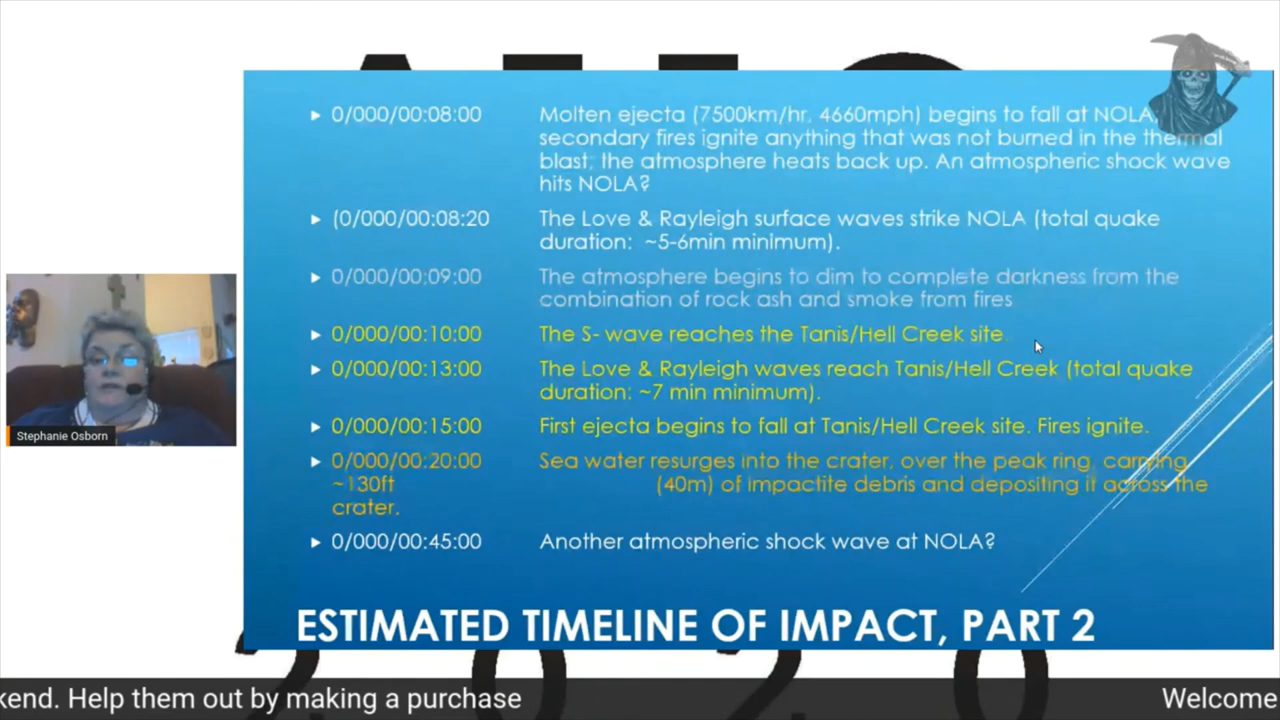 0/000/00:08:00 Molten ejecta (7500km/hr, 4660mph) begins to fall at NOLA;
secondary fires ignite anything that was not burned in the thermal
blast; the atmosphere heats back up. An atmospheric shock wave
hits NOLA?
(0/000/00:08:20 The Love & Rayleigh surface waves strike NOLA (total quake
duration: ~5-6min minimum).
0/000/00:09:00 The atmosphere begins to dim to complete darkness from the
combination of rock ash and smoke from fires
0/000/00:10:00 The S- wave reaches the Tanis/Hell Creek site.
0/000/00:13:00 The Love & Rayleigh waves reach Tanis/Hell Creek (total quake
duration: ~7 min minimum).
0/000/00:15:00 First ejecta begins to fall at Tanis/Hell Creek site. Fires ignite.
0/000/00:20:00 Sea water resurges into the crater, over the peak ring, carrying
~130ft (40m) of impactite debris and depositing it across the
crater.
0/000/00:45:00 Another atmospheric shock wave at NOLA?
ESTIMATED TIMELINE OF IMPACT, PART 2
Stephanie Osborn
2020
kend. Help them out by making a purchase Welcome